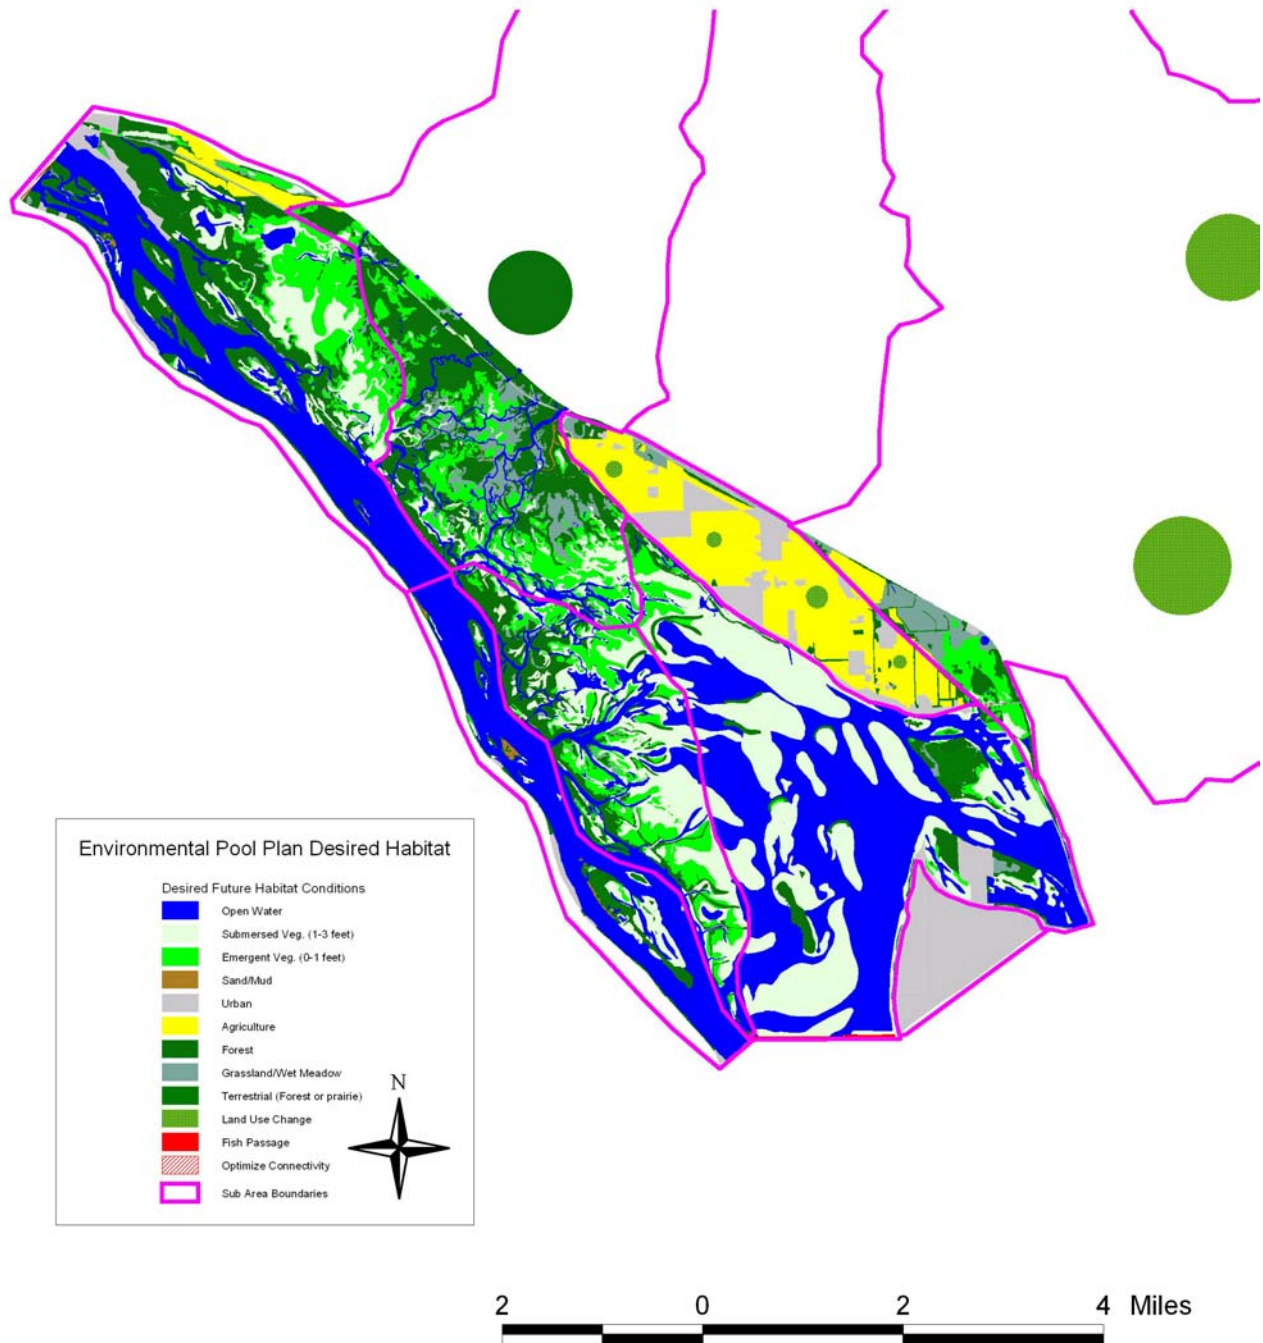 Environmental Pool Plan Desired Habitat
Desired Future Habitat Conditions
Open Water
Submersed Veg. (1-3 feet)
Emergent Veg. (0-1 feet)
Sand/Mud
Urban
Agriculture
Forest
Grassland/Wet Meadow
Terrestrial (Forest or prairie)
Land Use Change
Fish Passage
Optimize Connectivity
Sub Area Boundaries
N
2 0 2 4 Miles